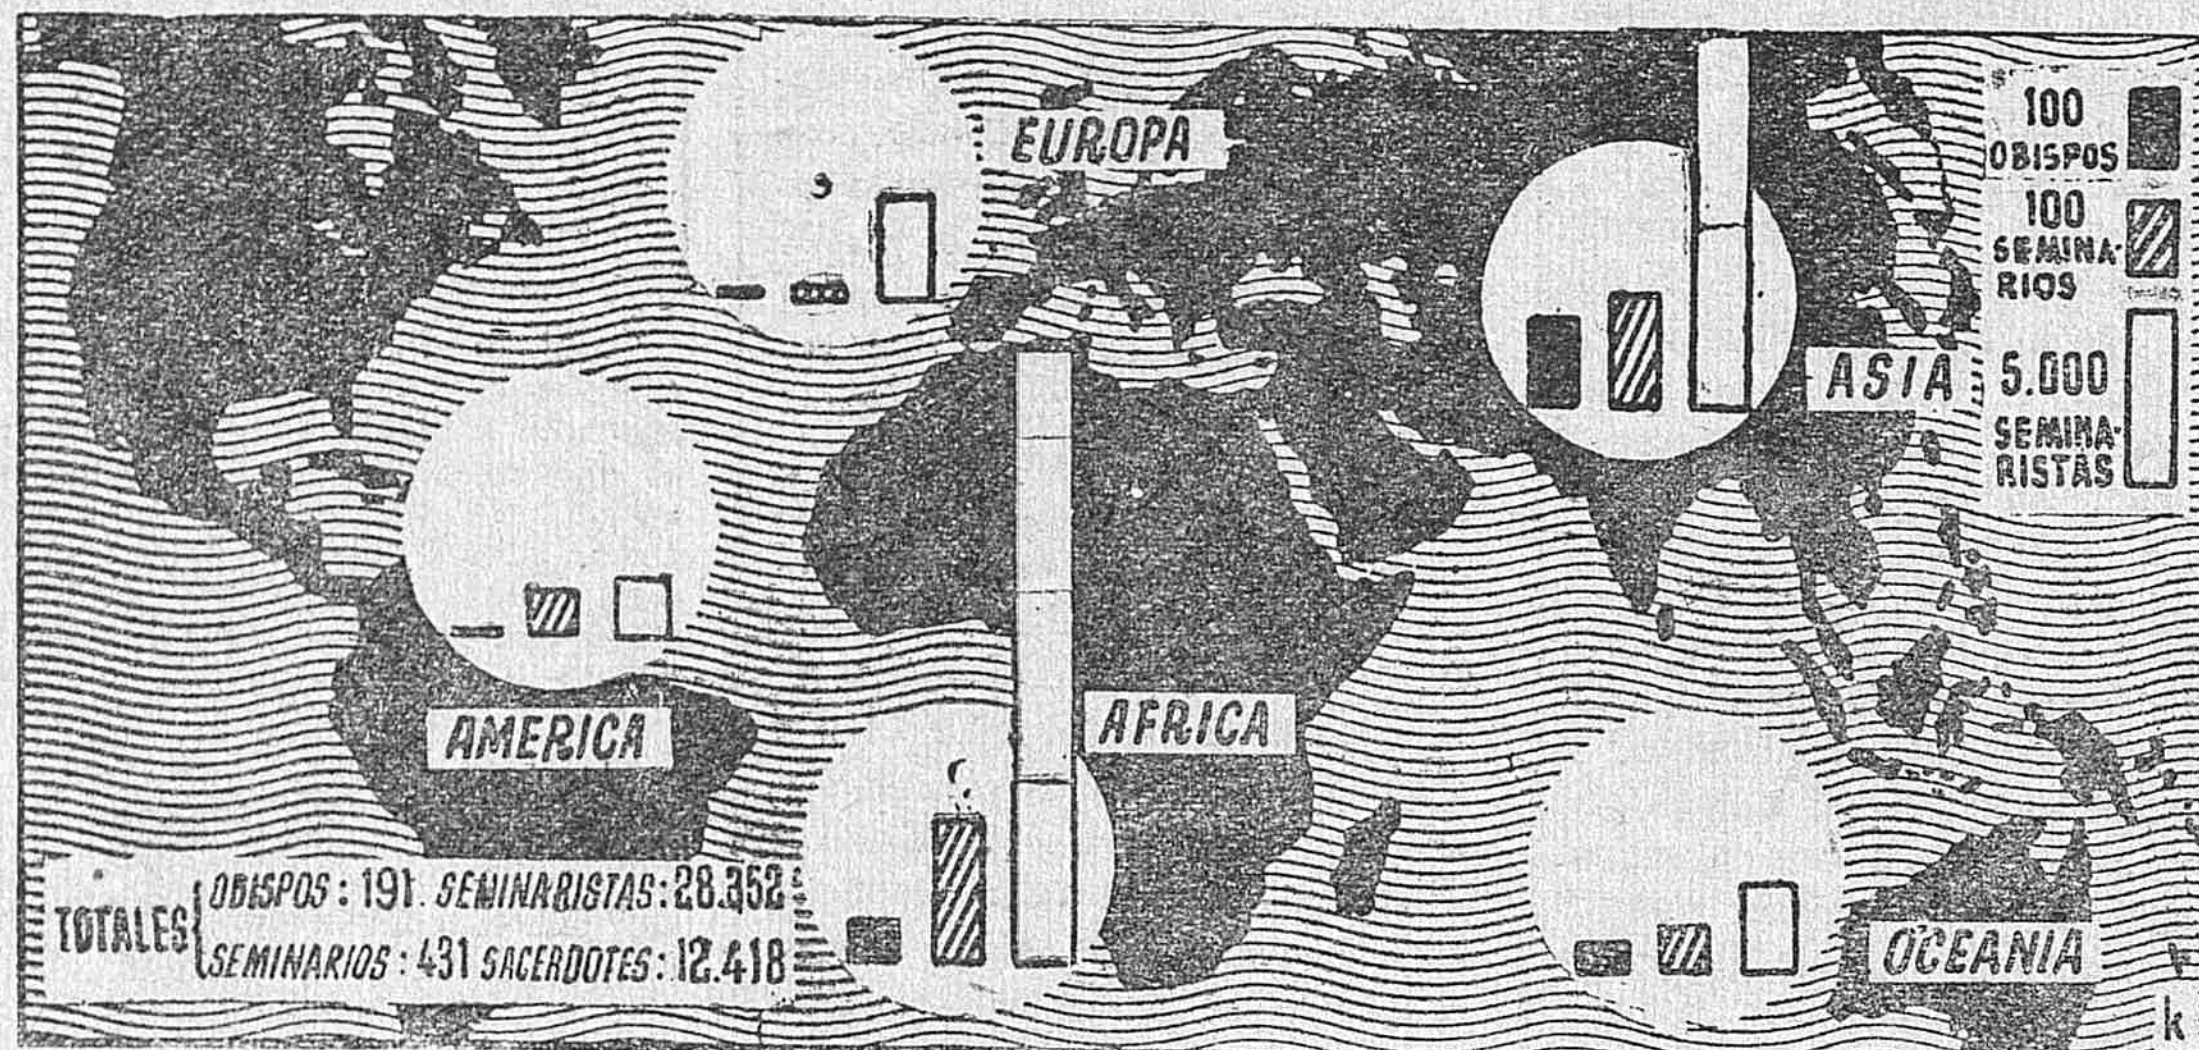 EUROPA
100
OBISPOS
100
SEMINA-
RIOS
ASIA
5.000
SEMINA-
RISTAS
AMERICA
AFRICA
TOTALES
OBISPOS: 191. SEMINARISTAS: 28.352
SEMINARIOS: 431 SACERDOTES: 12.418
OCEANIA
k